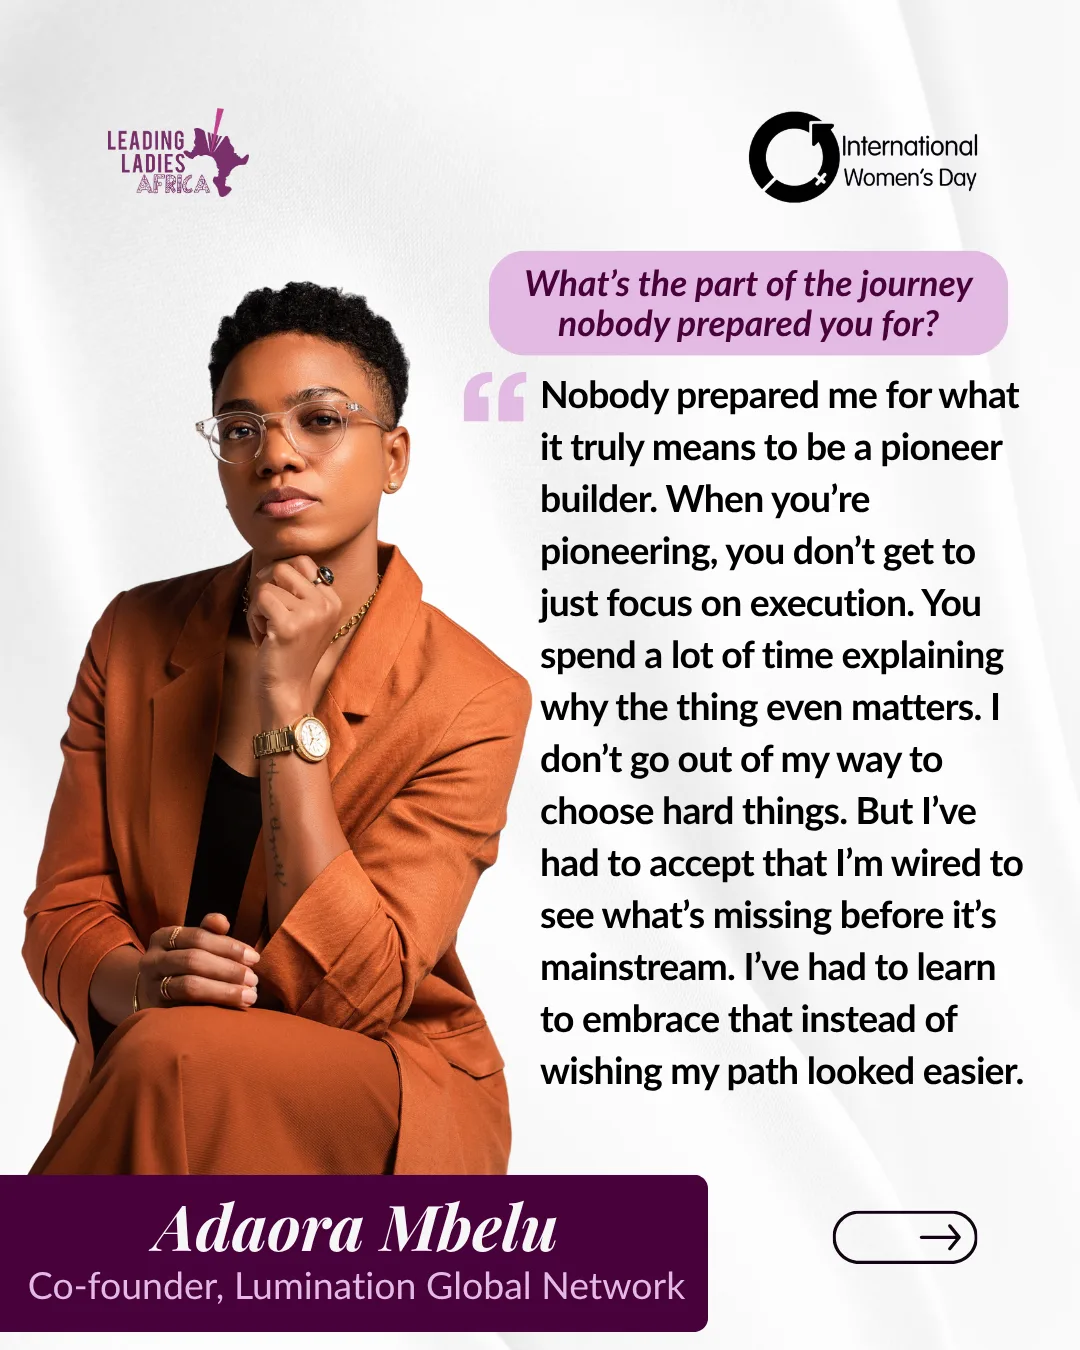 LEADING
LADIES
AFRICA
International
Women's Day
What's the part of the journey
nobody prepared you for?
“ Nobody prepared me for what
it truly means to be a pioneer
builder. When you're
pioneering, you don't get to
just focus on execution. You
spend a lot of time explaining
why the thing even matters. I
don't go out of my way to
choose hard things. But I've
had to accept that I'm wired to
see what's missing before it's
mainstream. I've had to learn
to embrace that instead of
wishing my path looked easier.
Adaora Mbelu
Co-founder, Lumination Global Network